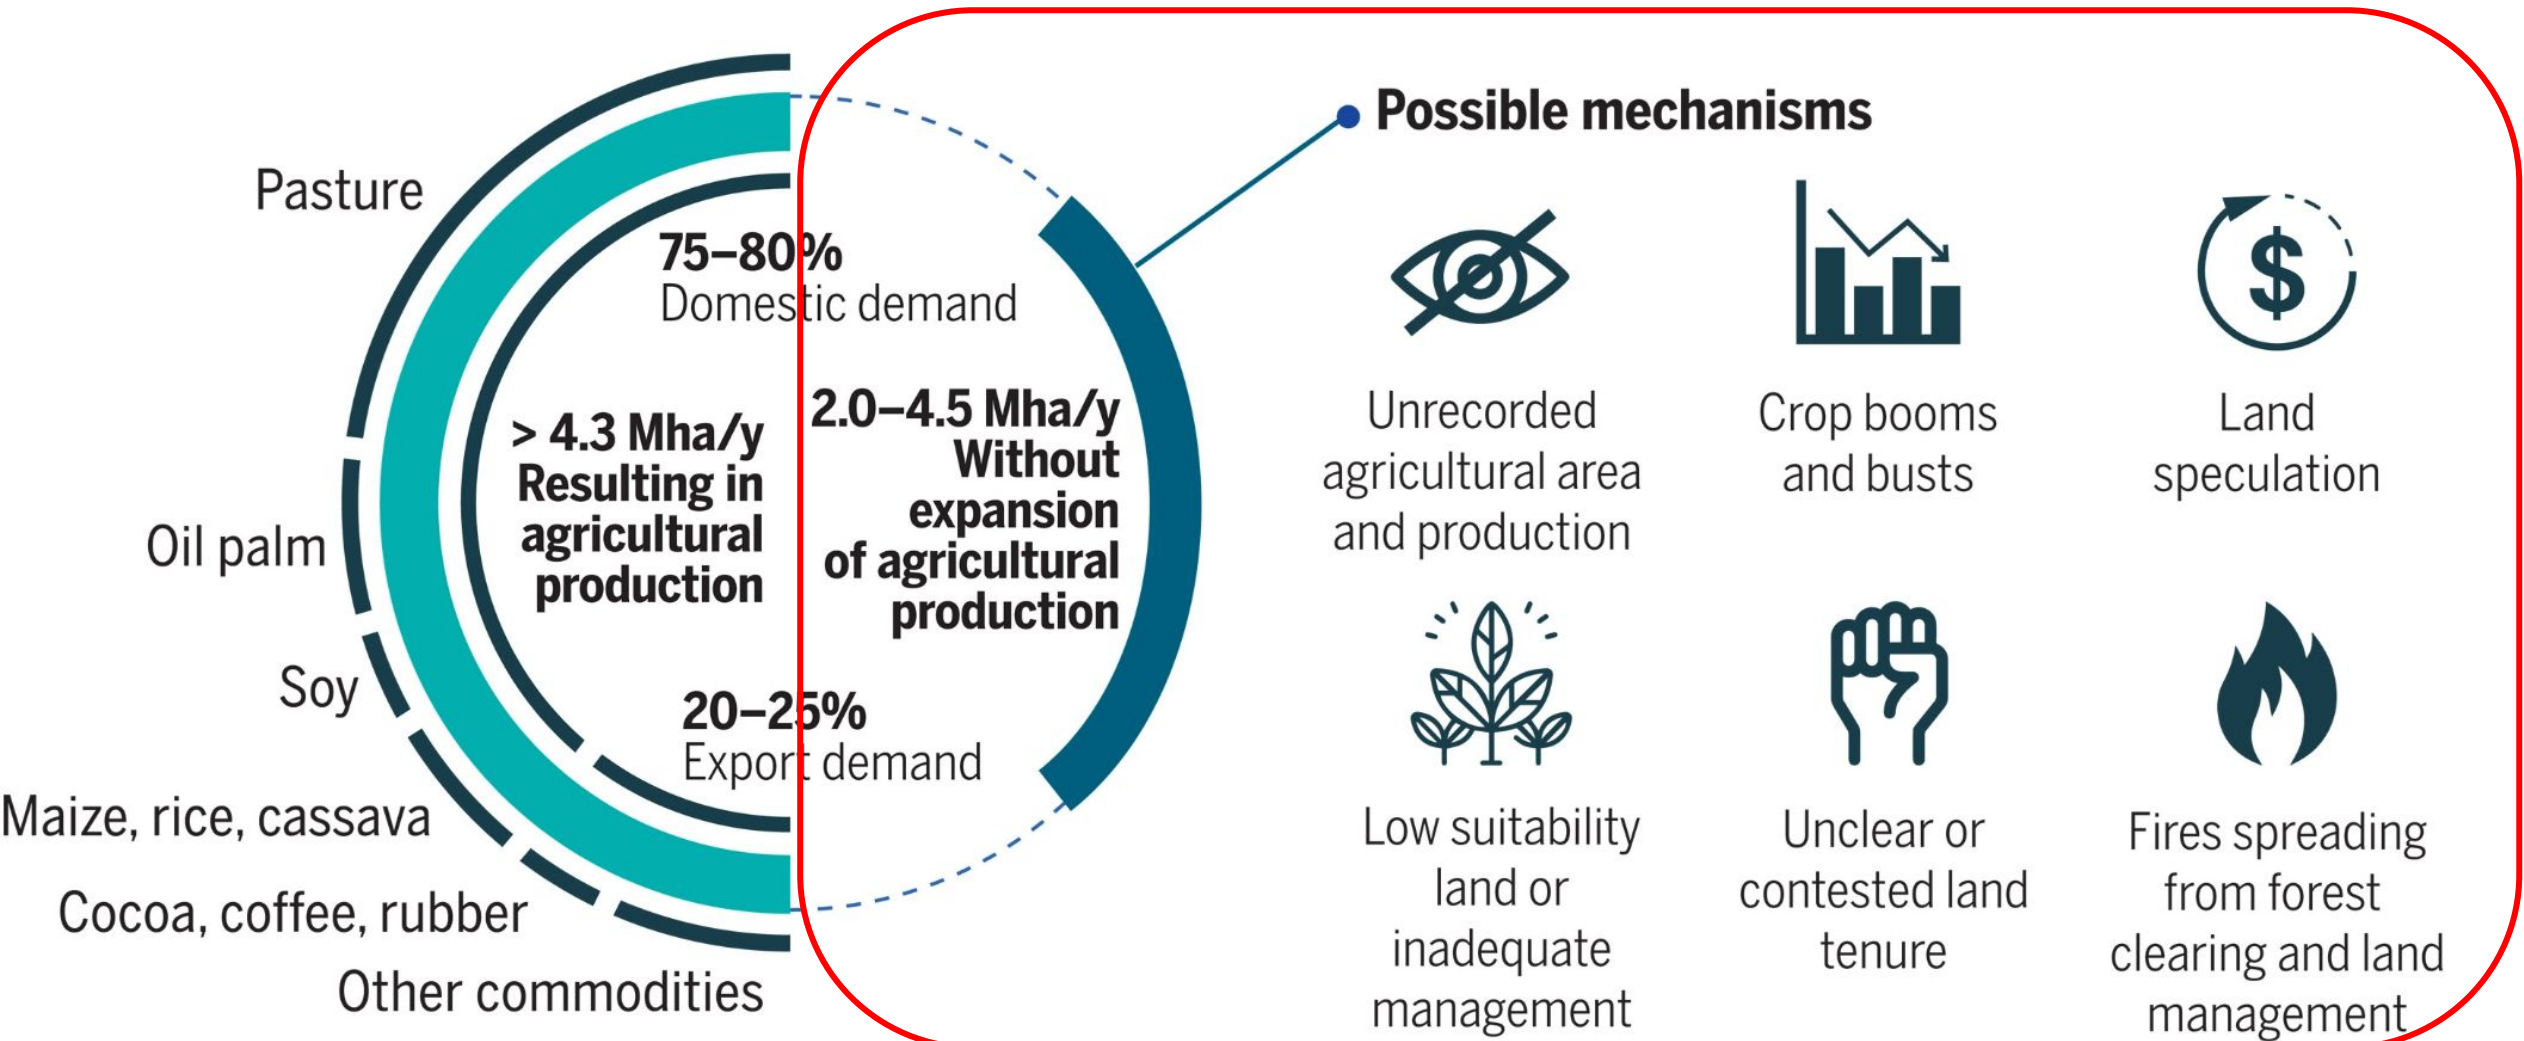 Pasture
Oil palm
Soy
Maize, rice, cassava
Cocoa, coffee, rubber
Other commodities
75–80%
Domestic demand
> 4.3 Mha/y
Resulting in
agricultural
production
2.0–4.5 Mha/y
Without
expansion
of agricultural
production
20–25%
Export demand
Possible mechanisms
Unrecorded
agricultural area
and production
Crop booms
and busts
$
Land
speculation
Low suitability
land or
inadequate
management
Unclear or
contested land
tenure
Fires spreading
from forest
clearing and land
management